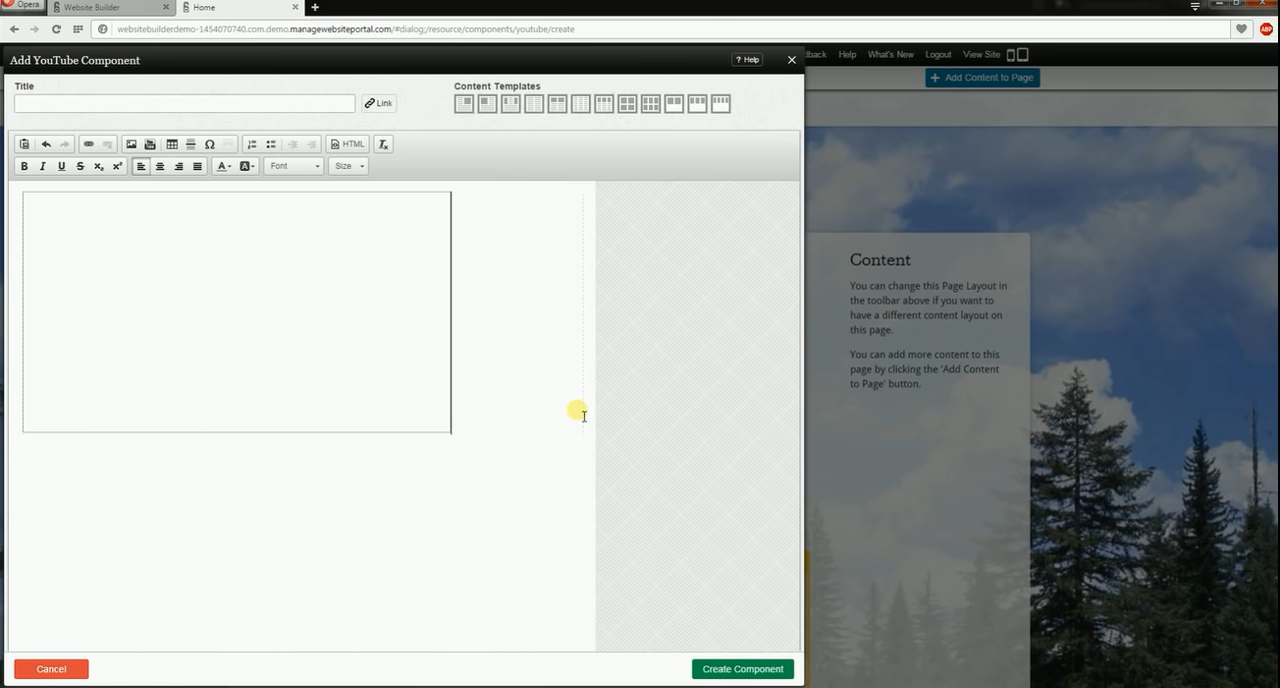 Opera
Website Builder
Home
websitebuilderdemo-1454070740.com.demo.managewebsiteportal.com/#dialog;/resource/components/youtube/create
ABP
Add YouTube Component
? Help
dback
Help
What's New
Logout
View Site
+ Add Content to Page
Title
Link
Content Templates
HTML
B I U S x₂ x² A A Font Size
Content
You can change this Page Layout in
the toolbar above if you want to
have a different content layout on
this page.
You can add more content to this
page by clicking the 'Add Content
to Page' button.
Cancel
Create Component